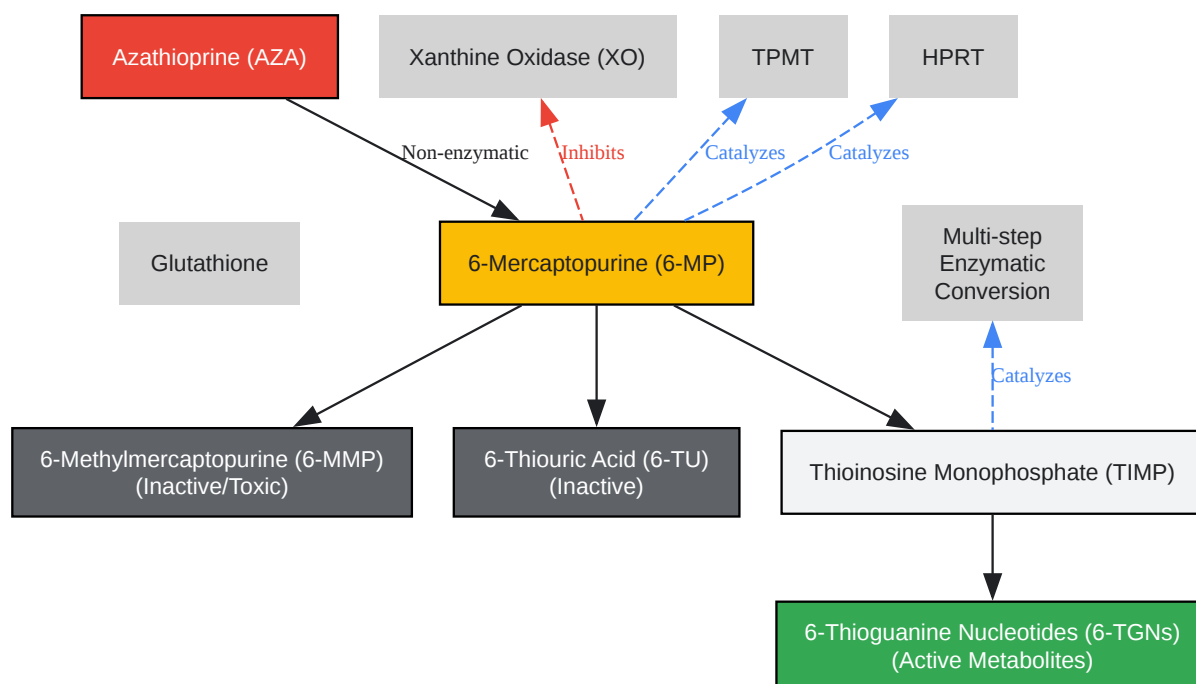 Azathioprine (AZA)
Xanthine Oxidase (XO)
TPMT
HPRT
Non-enzymatic
Inhibits
Catalyzes
Catalyzes
Glutathione
6-Mercaptopurine (6-MP)
Multi-step
Enzymatic
Conversion
Catalyzes
6-Methylmercaptopurine (6-MMP)
(Inactive/Toxic)
6-Thiouric Acid (6-TU)
(Inactive)
Thioinosine Monophosphate (TIMP)
6-Thioguanine Nucleotides (6-TGNs)
(Active Metabolites)